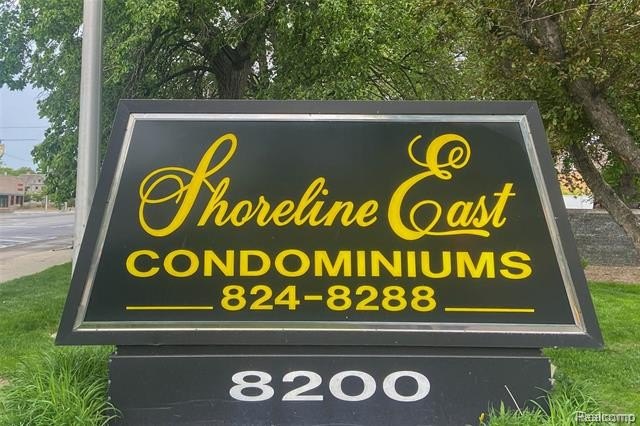 Shoreline East
CONDOMINIUMS
824-8288
8200
Realcomp